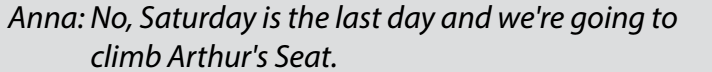 Anna: No, Saturday is the last day and we're going to
climb Arthur's Seat.